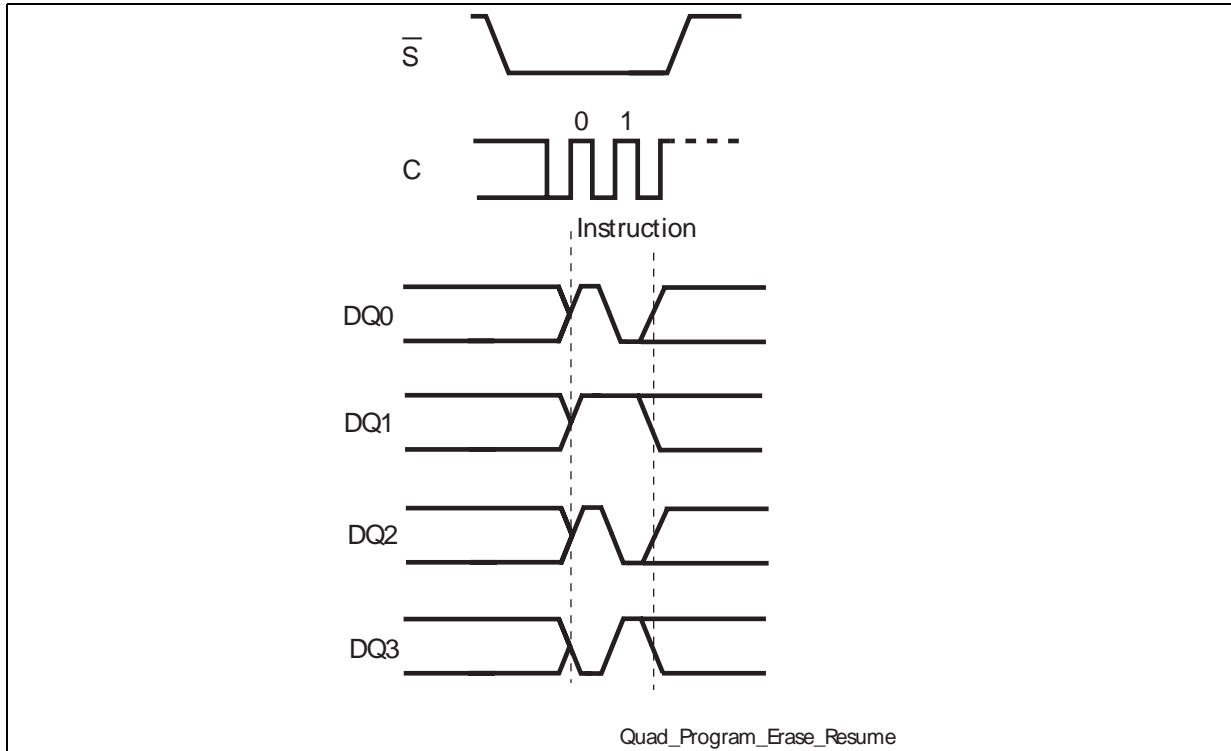 S̅
0 1
C
Instruction
DQ0
DQ1
DQ2
DQ3
Quad_Program_Erase_Resume